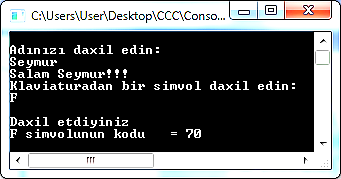 C:\Users\User\Desktop\CCC\Conso...
Adınızı daxil edin:
Seymur
Salam Seymur!!!
Klaviaturadan bir simvol daxil edin:
F
Daxil etdiyiniz
F simvolunun kodu = 70